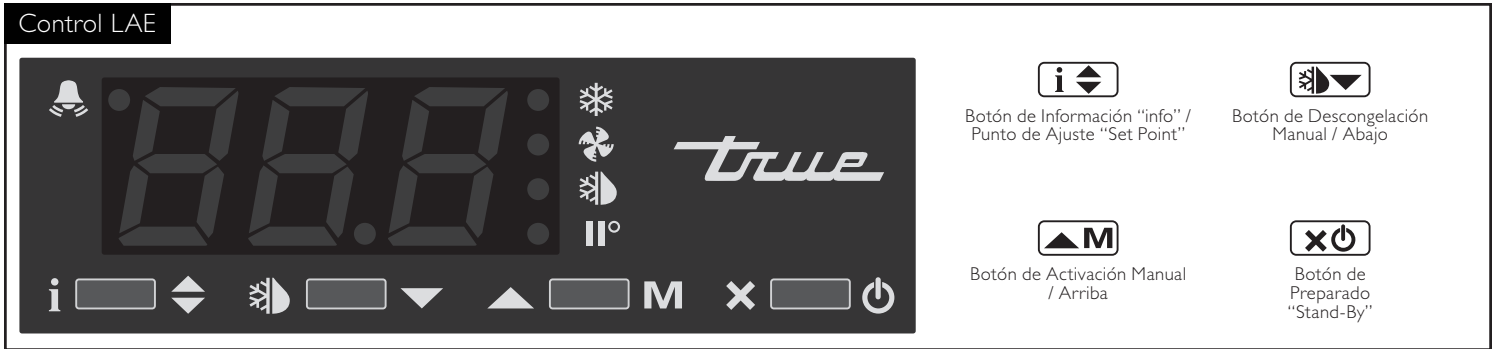 Control LAE
true
i
M
i
Botón de Información “info” /
Punto de Ajuste “Set Point”
Botón de Descongelación
Manual / Abajo
M
Botón de Activación Manual
/ Arriba
Botón de
Preparado
“Stand-By”